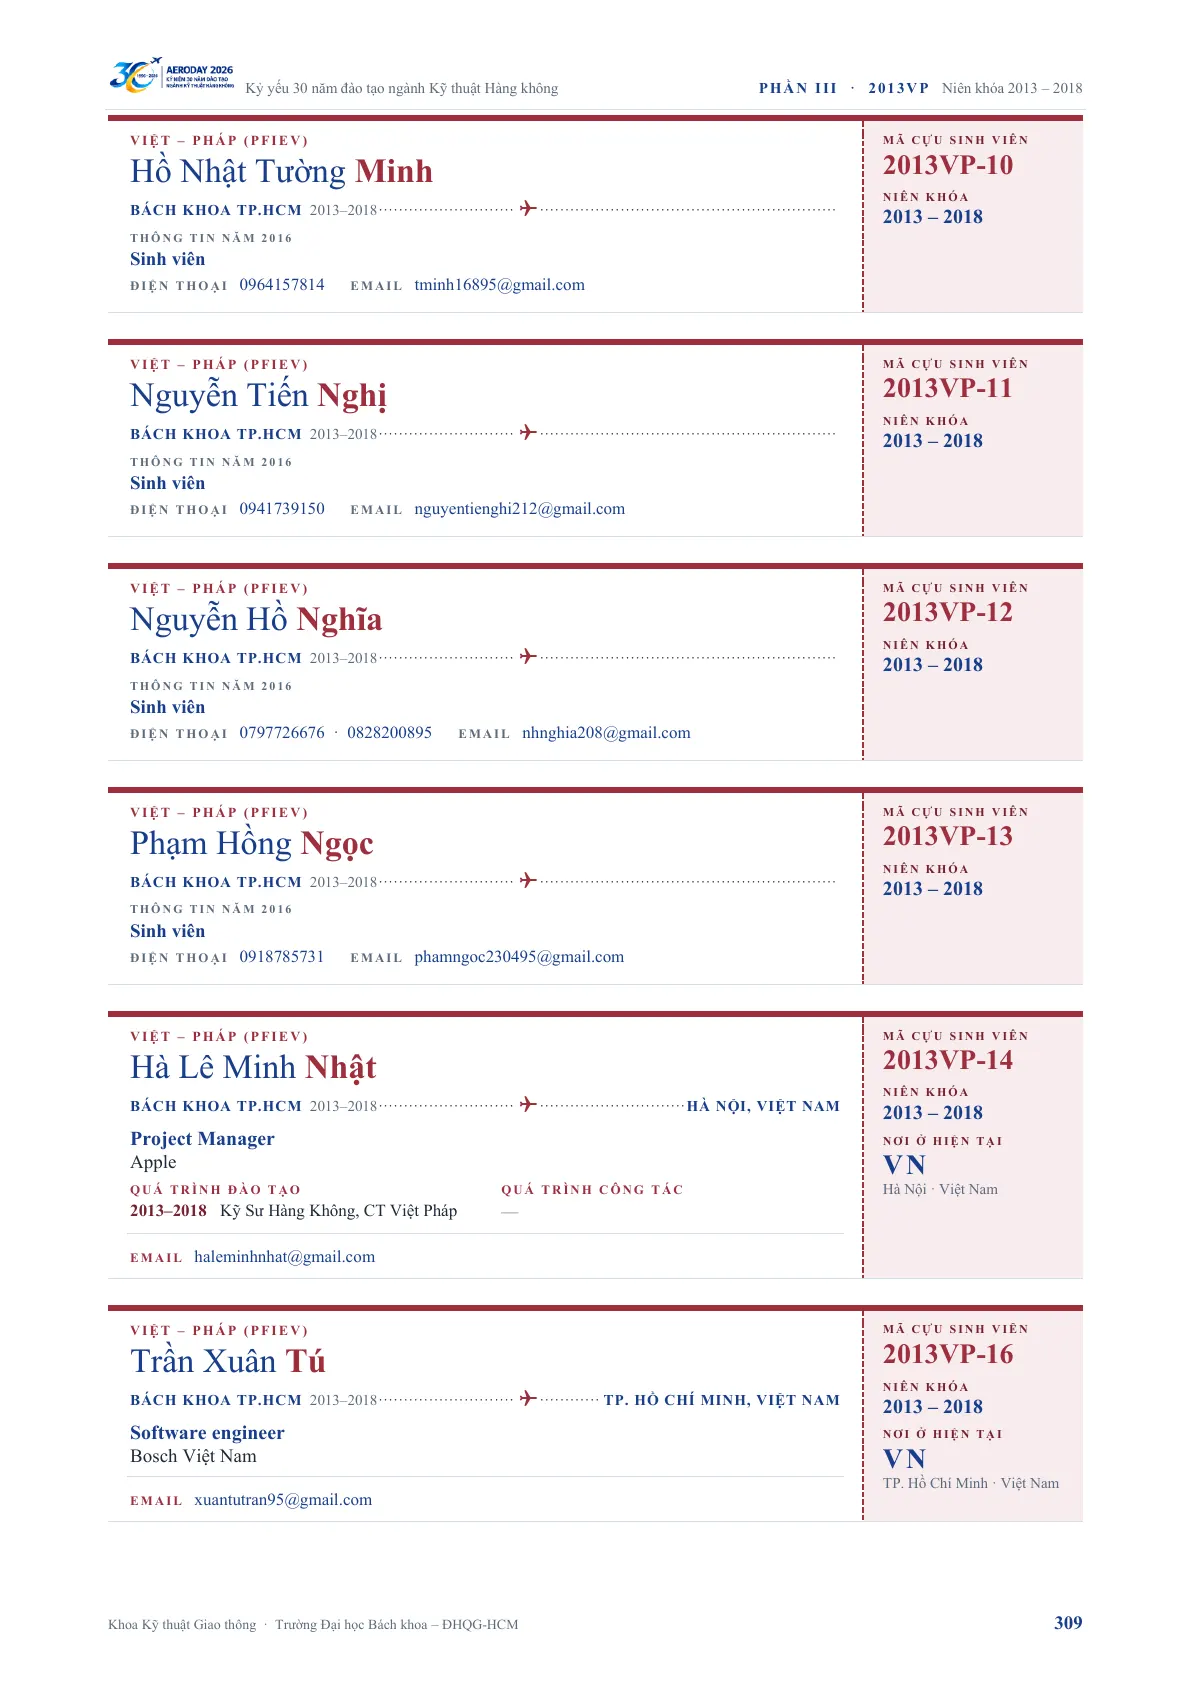 AERODAY 2026
KỶ NIỆM 30 NĂM ĐÀO TẠO
NGÀNH KỸ THUẬT HÀNG KHÔNG
Kỷ yếu 30 năm đào tạo ngành Kỹ thuật Hàng không
PHẦN III · 2013VP Niên khóa 2013 – 2018
VIỆT – PHÁP (PFIEV)
Hồ Nhật Tường Minh
BÁCH KHOA TP.HCM 2013–2018
THÔNG TIN NĂM 2016
Sinh viên
ĐIỆN THOẠI 0964157814 EMAIL tminh16895@gmail.com
MÃ CỰU SINH VIÊN
2013VP-10
NIÊN KHÓA
2013 – 2018
VIỆT – PHÁP (PFIEV)
Nguyễn Tiến Nghị
BÁCH KHOA TP.HCM 2013–2018
THÔNG TIN NĂM 2016
Sinh viên
ĐIỆN THOẠI 0941739150 EMAIL nguyentienghi212@gmail.com
MÃ CỰU SINH VIÊN
2013VP-11
NIÊN KHÓA
2013 – 2018
VIỆT – PHÁP (PFIEV)
Nguyễn Hồ Nghĩa
BÁCH KHOA TP.HCM 2013–2018
THÔNG TIN NĂM 2016
Sinh viên
ĐIỆN THOẠI 0797726676 · 0828200895 EMAIL nhnghia208@gmail.com
MÃ CỰU SINH VIÊN
2013VP-12
NIÊN KHÓA
2013 – 2018
VIỆT – PHÁP (PFIEV)
Phạm Hồng Ngọc
BÁCH KHOA TP.HCM 2013–2018
THÔNG TIN NĂM 2016
Sinh viên
ĐIỆN THOẠI 0918785731 EMAIL phamngoc230495@gmail.com
MÃ CỰU SINH VIÊN
2013VP-13
NIÊN KHÓA
2013 – 2018
VIỆT – PHÁP (PFIEV)
Hà Lê Minh Nhật
BÁCH KHOA TP.HCM 2013–2018 HÀ NỘI, VIỆT NAM
Project Manager
Apple
QUÁ TRÌNH ĐÀO TẠO
2013–2018 Kỹ Sư Hàng Không, CT Việt Pháp
QUÁ TRÌNH CÔNG TÁC
—
EMAIL haleminhnhat@gmail.com
MÃ CỰU SINH VIÊN
2013VP-14
NIÊN KHÓA
2013 – 2018
NƠI Ở HIỆN TẠI
VN
Hà Nội · Việt Nam
VIỆT – PHÁP (PFIEV)
Trần Xuân Tú
BÁCH KHOA TP.HCM 2013–2018 TP. HỒ CHÍ MINH, VIỆT NAM
Software engineer
Bosch Việt Nam
EMAIL xuantutran95@gmail.com
MÃ CỰU SINH VIÊN
2013VP-16
NIÊN KHÓA
2013 – 2018
NƠI Ở HIỆN TẠI
VN
TP. Hồ Chí Minh · Việt Nam
Khoa Kỹ thuật Giao thông · Trường Đại học Bách khoa – ĐHQG-HCM
309